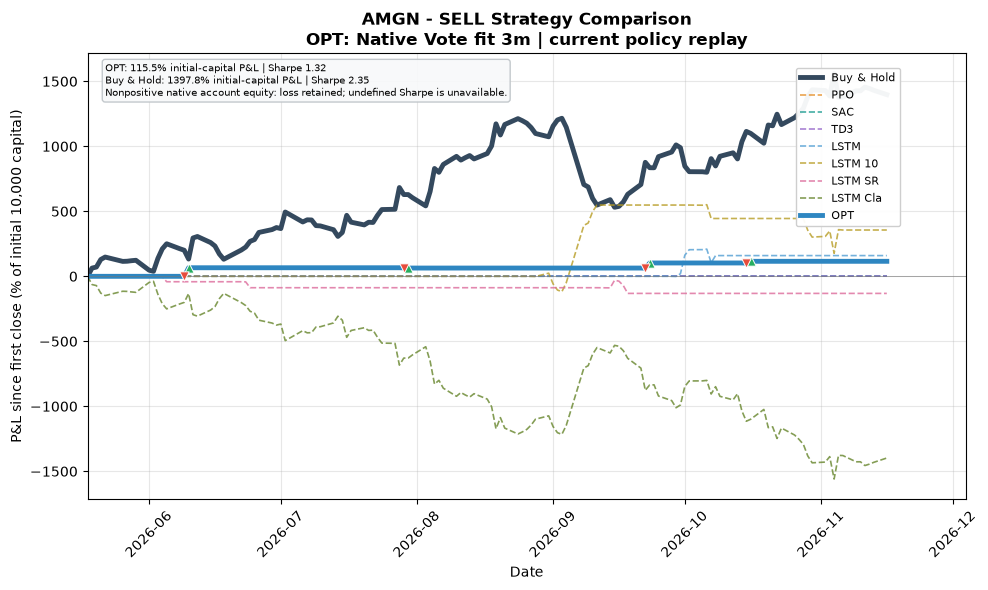 AMGN - SELL Strategy Comparison
OPT: Native Vote fit 3m | current policy replay
OPT: 115.5% initial-capital P&L | Sharpe 1.32
Buy & Hold: 1397.8% initial-capital P&L | Sharpe 2.35
Nonpositive native account equity: loss retained; undefined Sharpe is unavailable.
Buy & Hold
PPO
SAC
TD3
LSTM
LSTM 10
LSTM SR
LSTM Cla
OPT
P&L since first close (% of initial 10,000 capital)
1500
1000
500
0
−500
−1000
−1500
2026-06
2026-07
2026-08
2026-09
2026-10
2026-11
2026-12
Date